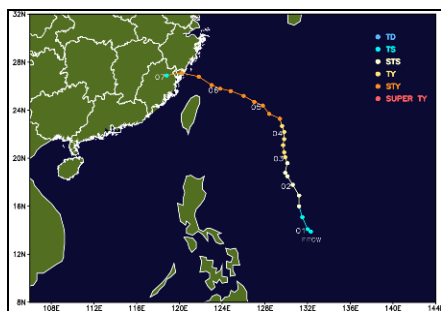 32N
28N
24N
20N
16N
12N
8N
108E
112E
116E
120E
124E
128E
132E
136E
140E
144E
TD
TS
STS
TY
STY
SUPER TY
07
06
05
04
03
02
01